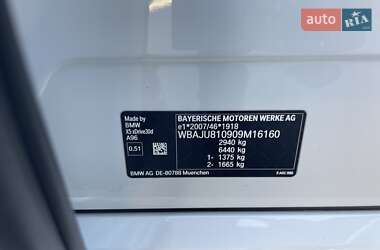 auto RIA
Made by
BMW
X5 xDrive30d
A96
0.51
BAYERISCHE MOTOREN WERKE AG
e1*2007/46*1918
WBAJU810909M16160
2940 kg
6440 kg
1- 1375 kg
2- 1665 kg
BMW AG DE-80788 Muenchen